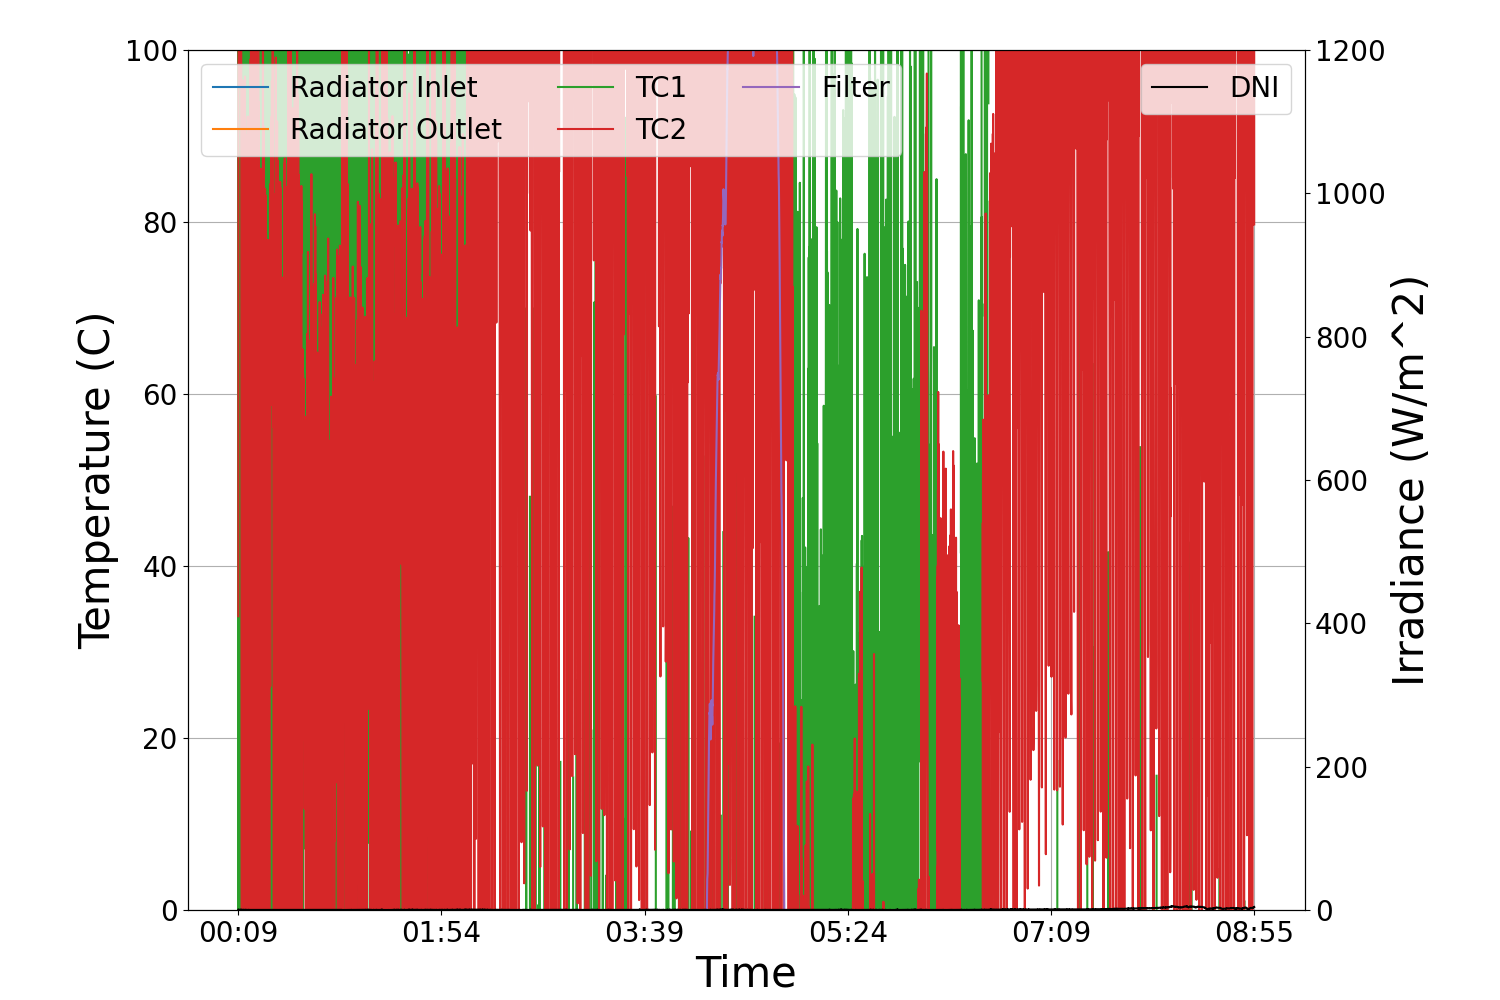 Radiator Inlet
Radiator Outlet
TC1
TC2
Filter
DNI
100
80
60
40
20
0
Temperature (C)
1200
1000
800
600
400
200
0
Irradiance (W/m^2)
00:09
01:54
03:39
05:24
07:09
08:55
Time